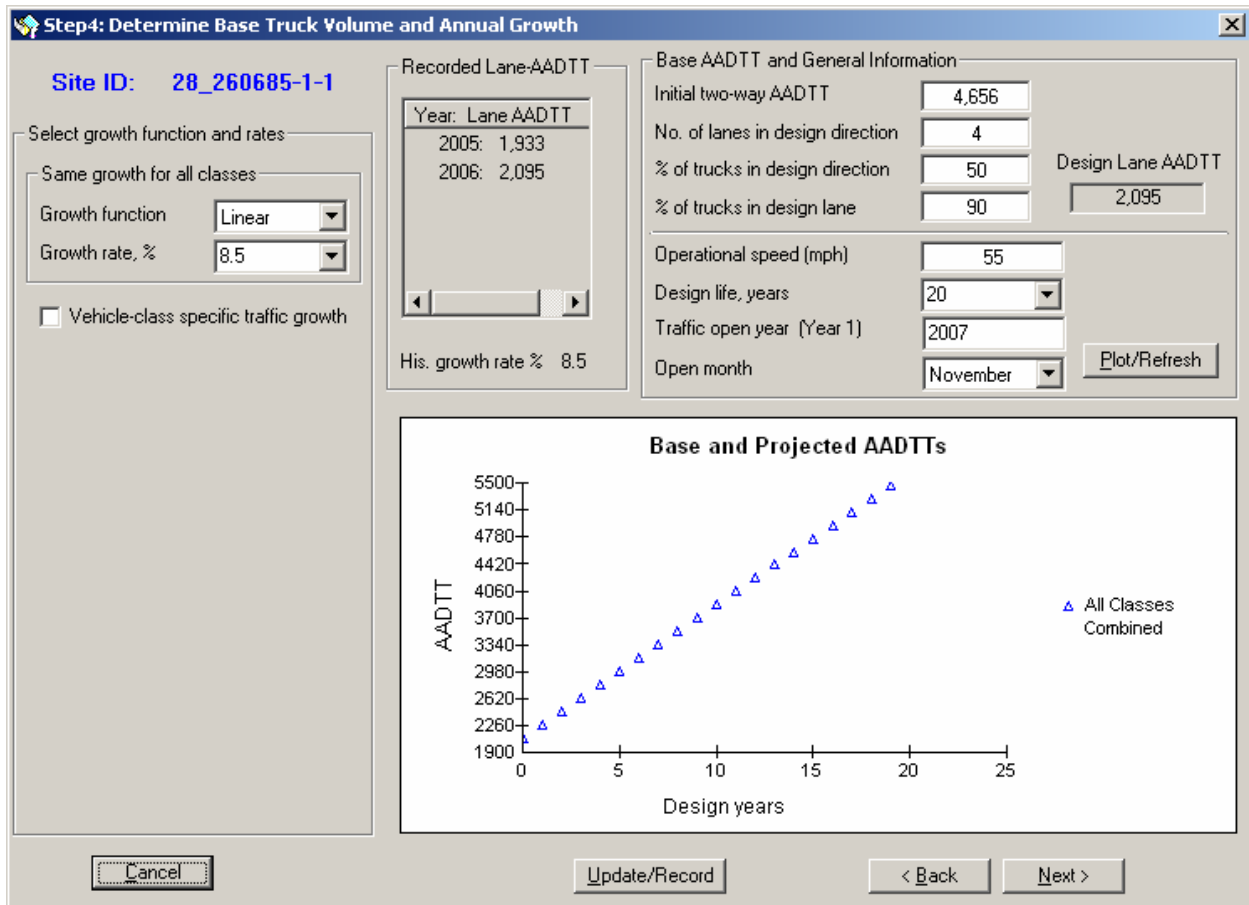 Step4: Determine Base Truck Volume and Annual Growth
Site ID: 28_260685-1-1
Select growth function and rates
Same growth for all classes
Growth function Linear
Growth rate, % 8.5
Vehicle-class specific traffic growth
Recorded Lane-AADTT
Year: Lane AADTT
2005: 1,933
2006: 2,095
His. growth rate % 8.5
Base AADTT and General Information
Initial two-way AADTT 4,656
No. of lanes in design direction 4
% of trucks in design direction 50
% of trucks in design lane 90
Design Lane AADTT
2,095
Operational speed (mph) 55
Design life, years 20
Traffic open year (Year 1) 2007
Open month November
Plot/Refresh
Base and Projected AADTTs
AADTT
5500
5140
4780
4420
4060
3700
3340
2980
2620
2260
1900
0 5 10 15 20 25
Design years
All Classes
Combined
Cancel
Update/Record
< Back
Next >